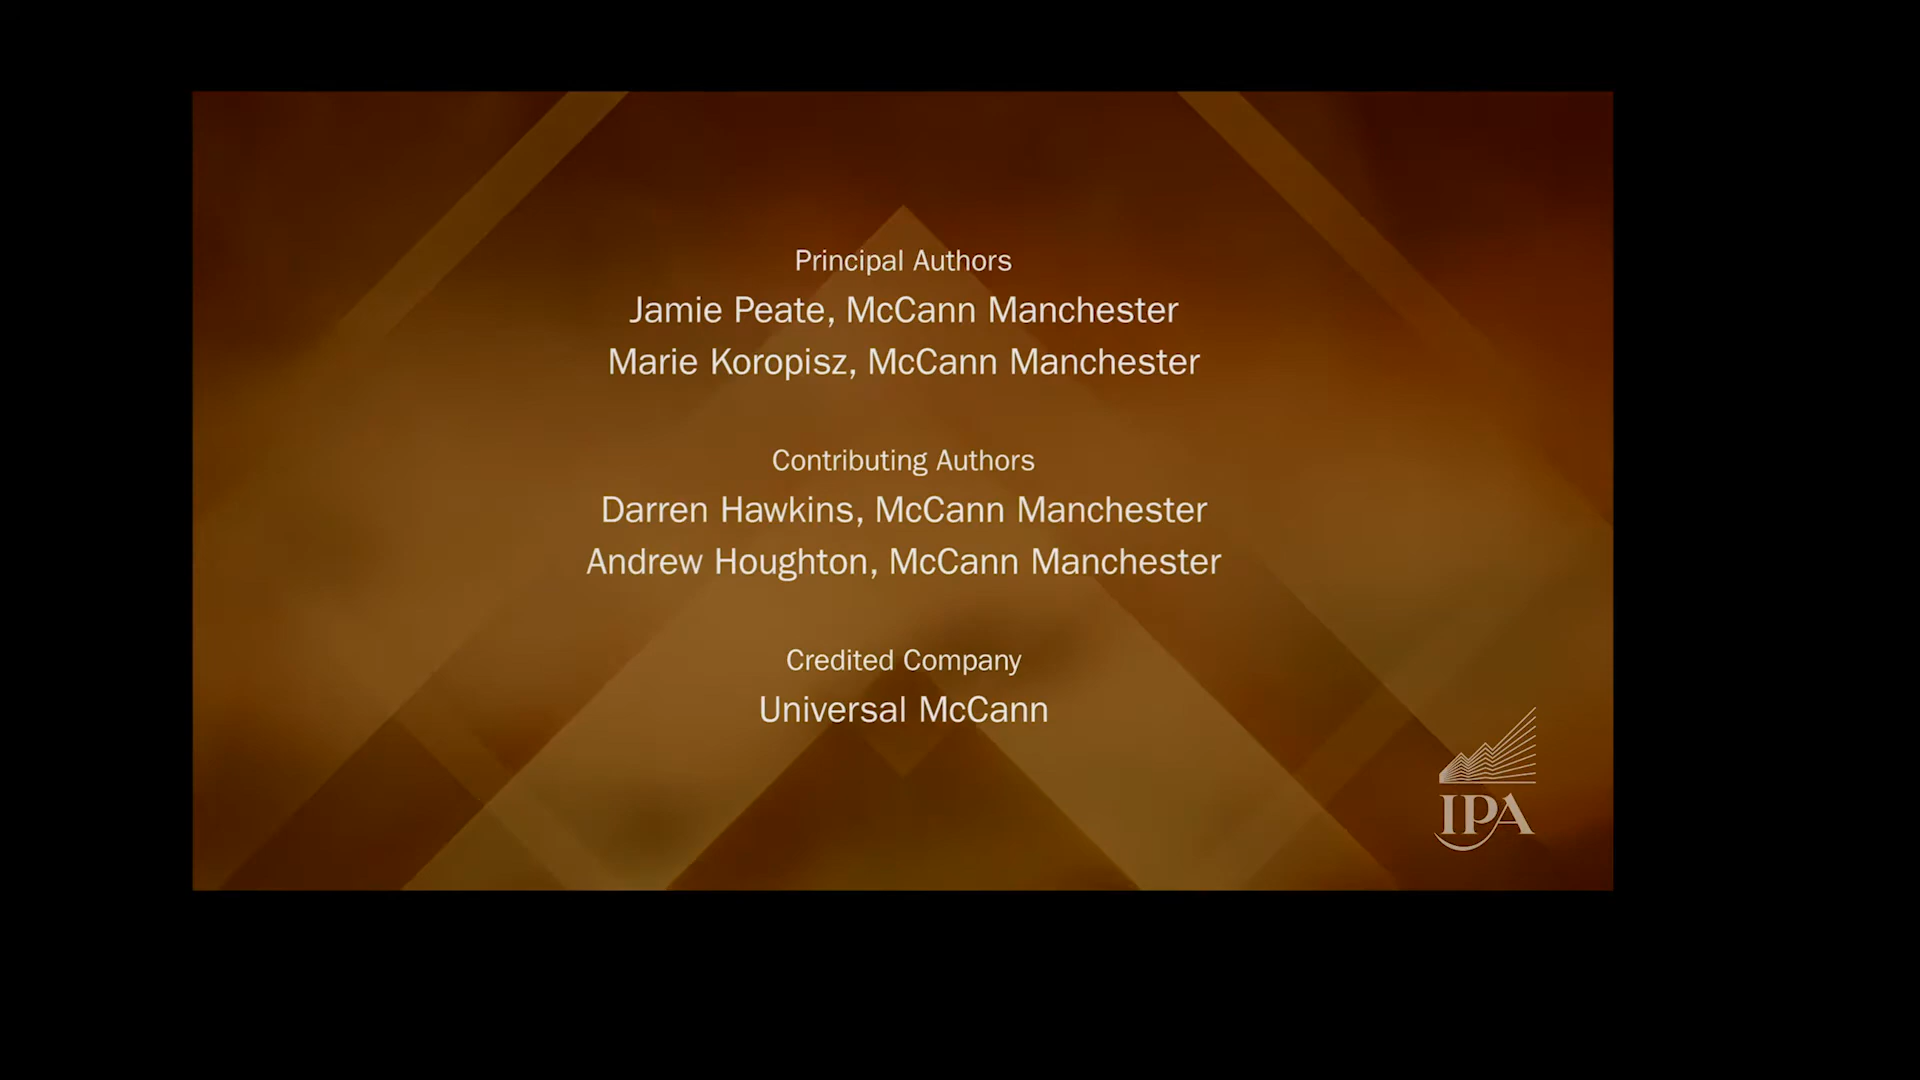 Principal Authors
Jamie Peate, McCann Manchester
Marie Koropisz, McCann Manchester
Contributing Authors
Darren Hawkins, McCann Manchester
Andrew Houghton, McCann Manchester
Credited Company
Universal McCann
IPA